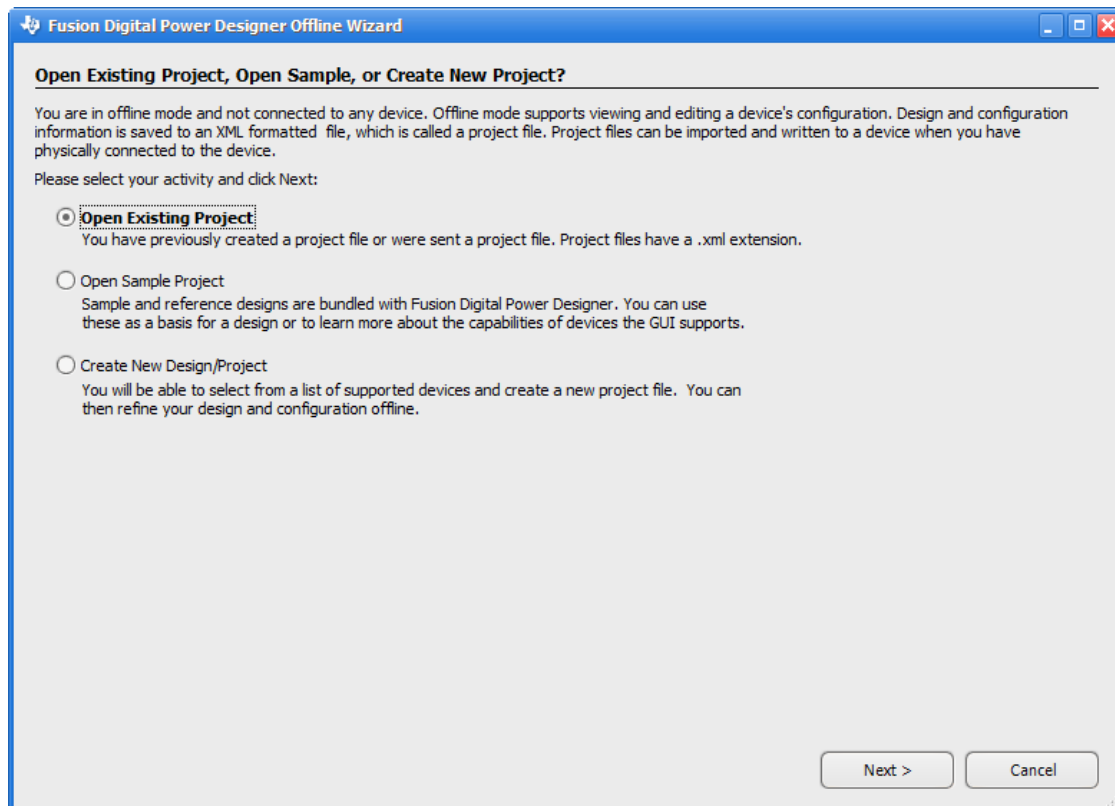 Fusion Digital Power Designer Offline Wizard
Open Existing Project, Open Sample, or Create New Project?
You are in offline mode and not connected to any device. Offline mode supports viewing and editing a device's configuration. Design and configuration
information is saved to an XML formatted  file, which is called a project file. Project files can be imported and written to a device when you have
physically connected to the device.
Please select your activity and click Next:
Open Existing Project
You have previously created a project file or were sent a project file. Project files have a .xml extension.
Open Sample Project
Sample and reference designs are bundled with Fusion Digital Power Designer. You can use
these as a basis for a design or to learn more about the capabilities of devices the GUI supports.
Create New Design/Project
You will be able to select from a list of supported devices and create a new project file.  You can
then refine your design and configuration offline.
Next >
Cancel